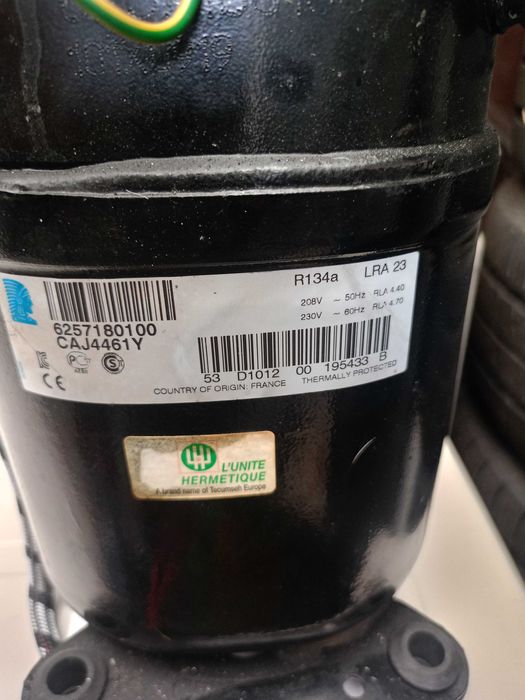 R134a LRA 23
208V ~ 50Hz RLA 4.40
230V ~ 60Hz RLA 4.70
6257180100
CAJ4461Y
53 D1012 00 195433 B
COUNTRY OF ORIGIN: FRANCE THERMALLY PROTECTED
CE
L'UNITE
HERMETIQUE
A brand name of Tecumseh Europe